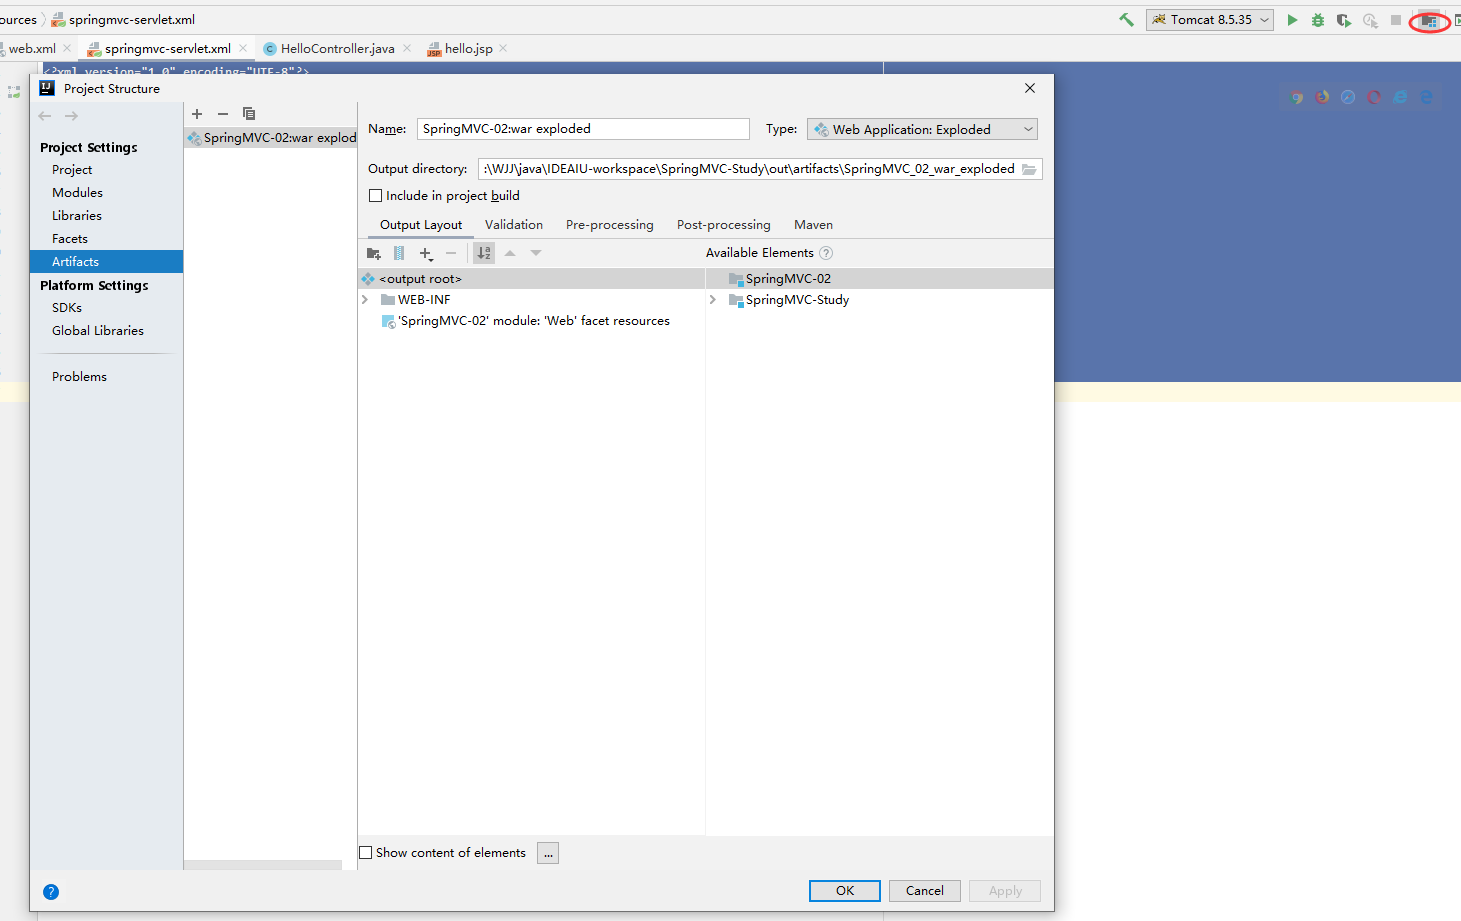 ources springmvc-servlet.xml Tomcat 8.5.35
web.xml springmvc-servlet.xml HelloController.java hello.jsp
<?xml version="1.0" encoding="UTF-8"?>
Project Structure
Project Settings
Project
Modules
Libraries
Facets
Artifacts
Platform Settings
SDKs
Global Libraries
Problems
SpringMVC-02:war explod
Name: SpringMVC-02:war exploded Type: Web Application: Exploded
Output directory: :\WJJ\java\IDEAIU-workspace\SpringMVC-Study\out\artifacts\SpringMVC_02_war_exploded
Include in project build
Output Layout Validation Pre-processing Post-processing Maven
Available Elements ?
<output root>
WEB-INF
'SpringMVC-02' module: 'Web' facet resources
SpringMVC-02
SpringMVC-Study
Show content of elements ...
? OK Cancel Apply